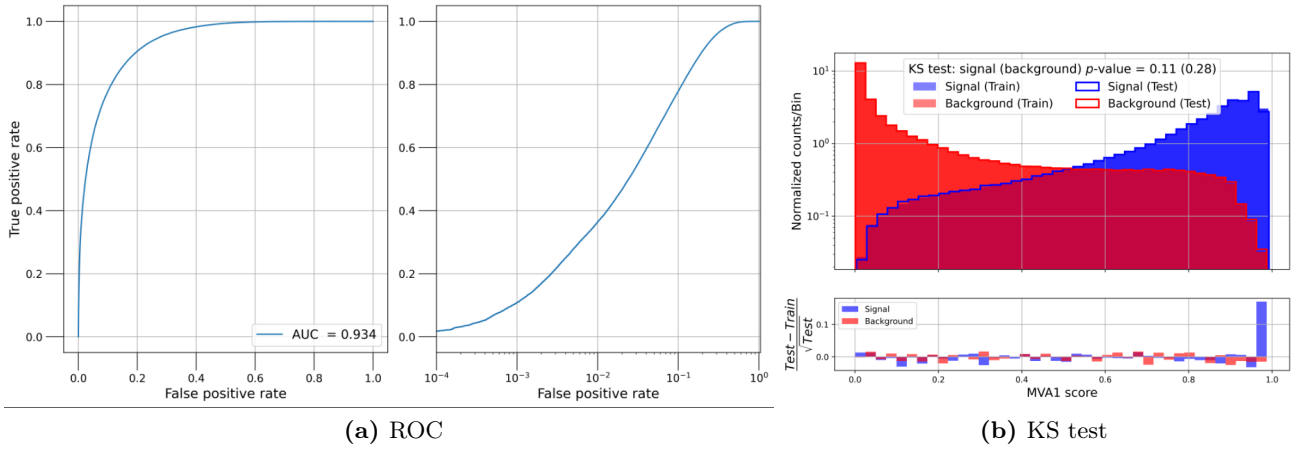 True positive rate
1.0
0.8
0.6
0.4
0.2
0.0
0.0 0.2 0.4 0.6 0.8 1.0
False positive rate
AUC = 0.934
1.0
0.8
0.6
0.4
0.2
0.0
10⁻⁴ 10⁻³ 10⁻² 10⁻¹ 10⁰
False positive rate
(a) ROC
Normalized counts/Bin
10¹
10⁰
10⁻¹
KS test: signal (background) p-value = 0.11 (0.28)
Signal (Train) Signal (Test)
Background (Train) Background (Test)
Test − Train
√Test
0.1
0.0
Signal
Background
0.0 0.2 0.4 0.6 0.8 1.0
MVA1 score
(b) KS test